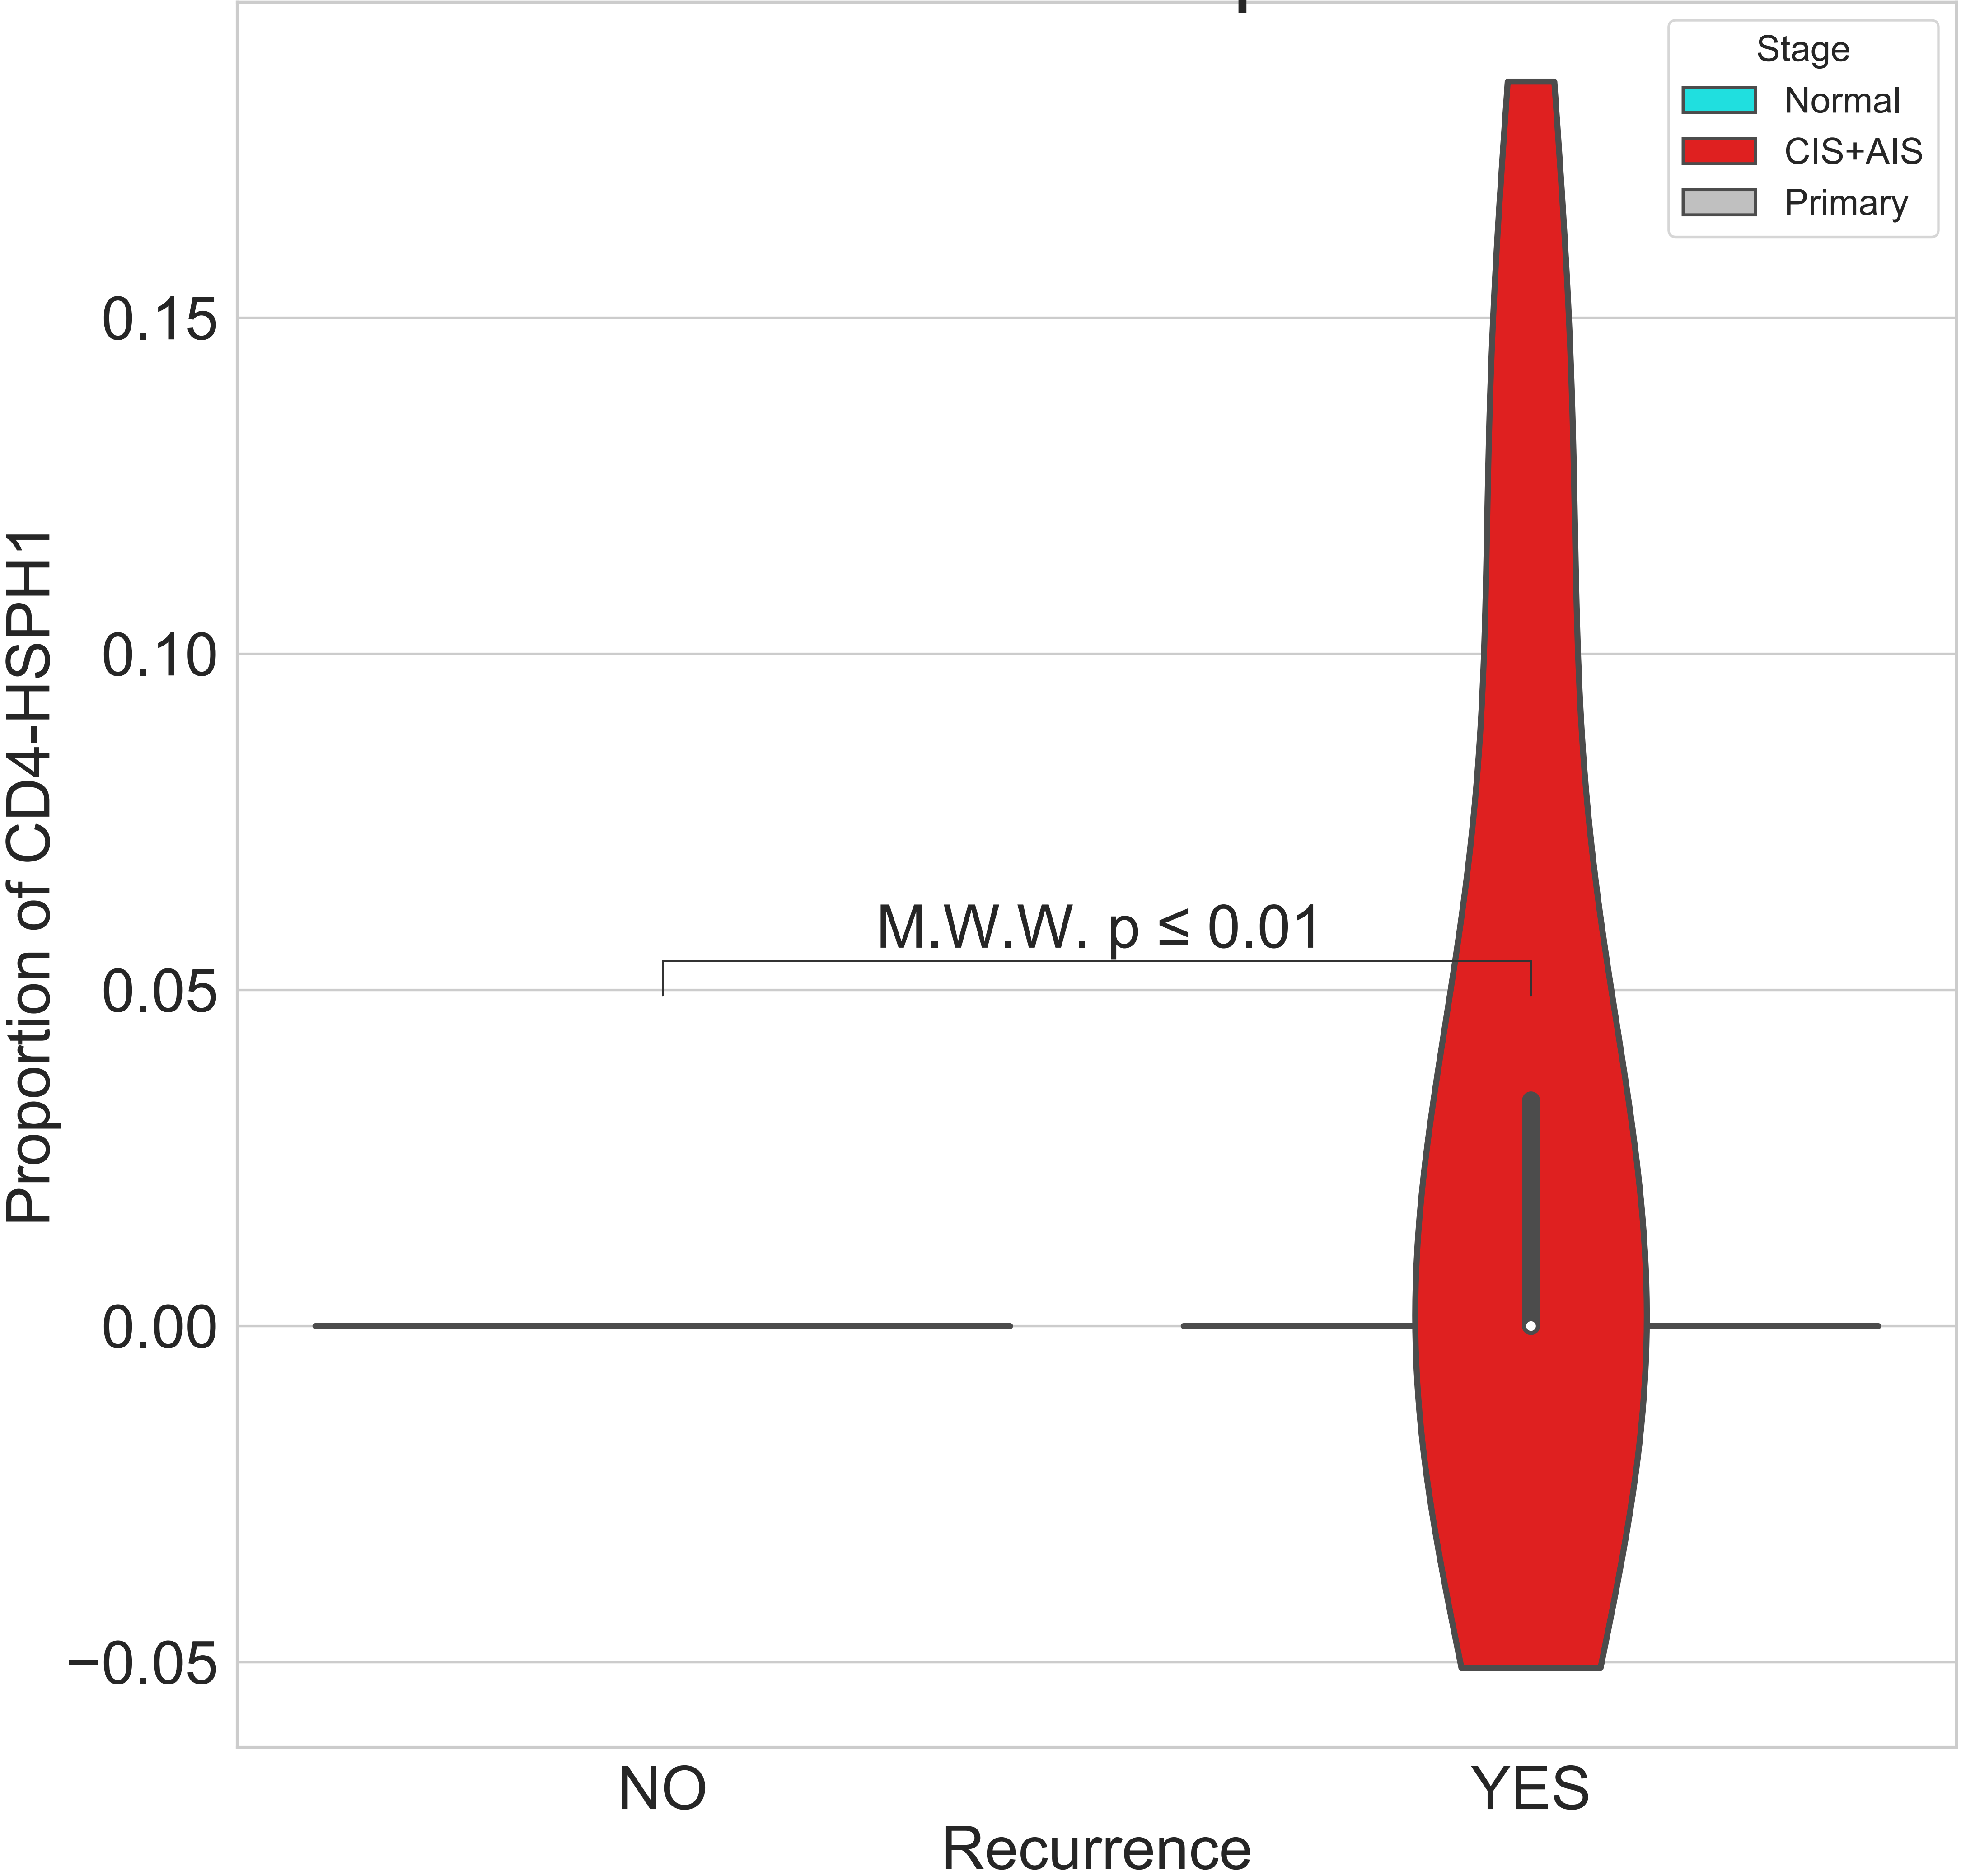 Stage
Normal
CIS+AIS
Primary
0.15
0.10
0.05
0.00
−0.05
Proportion of CD4-HSPH1
M.W.W. p ≤ 0.01
NO
YES
Recurrence